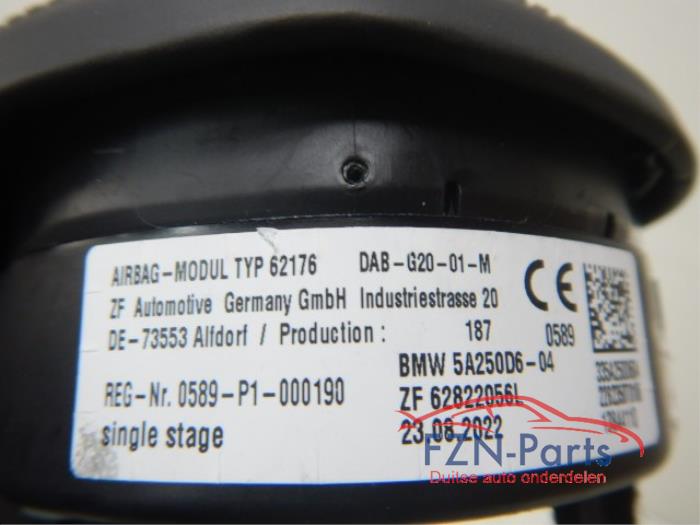 AIRBAG-MODUL TYP 62176 DAB-G20-01-M
ZF Automotive Germany GmbH Industriestrasse 20
DE-73553 Alfdorf / Production : 187 0589
CE
BMW 5A250D6-04
REG-Nr. 0589-P1-000190 ZF 62822056L
single stage 23.08.2022
FZN-Parts
Duitse auto onderdelen